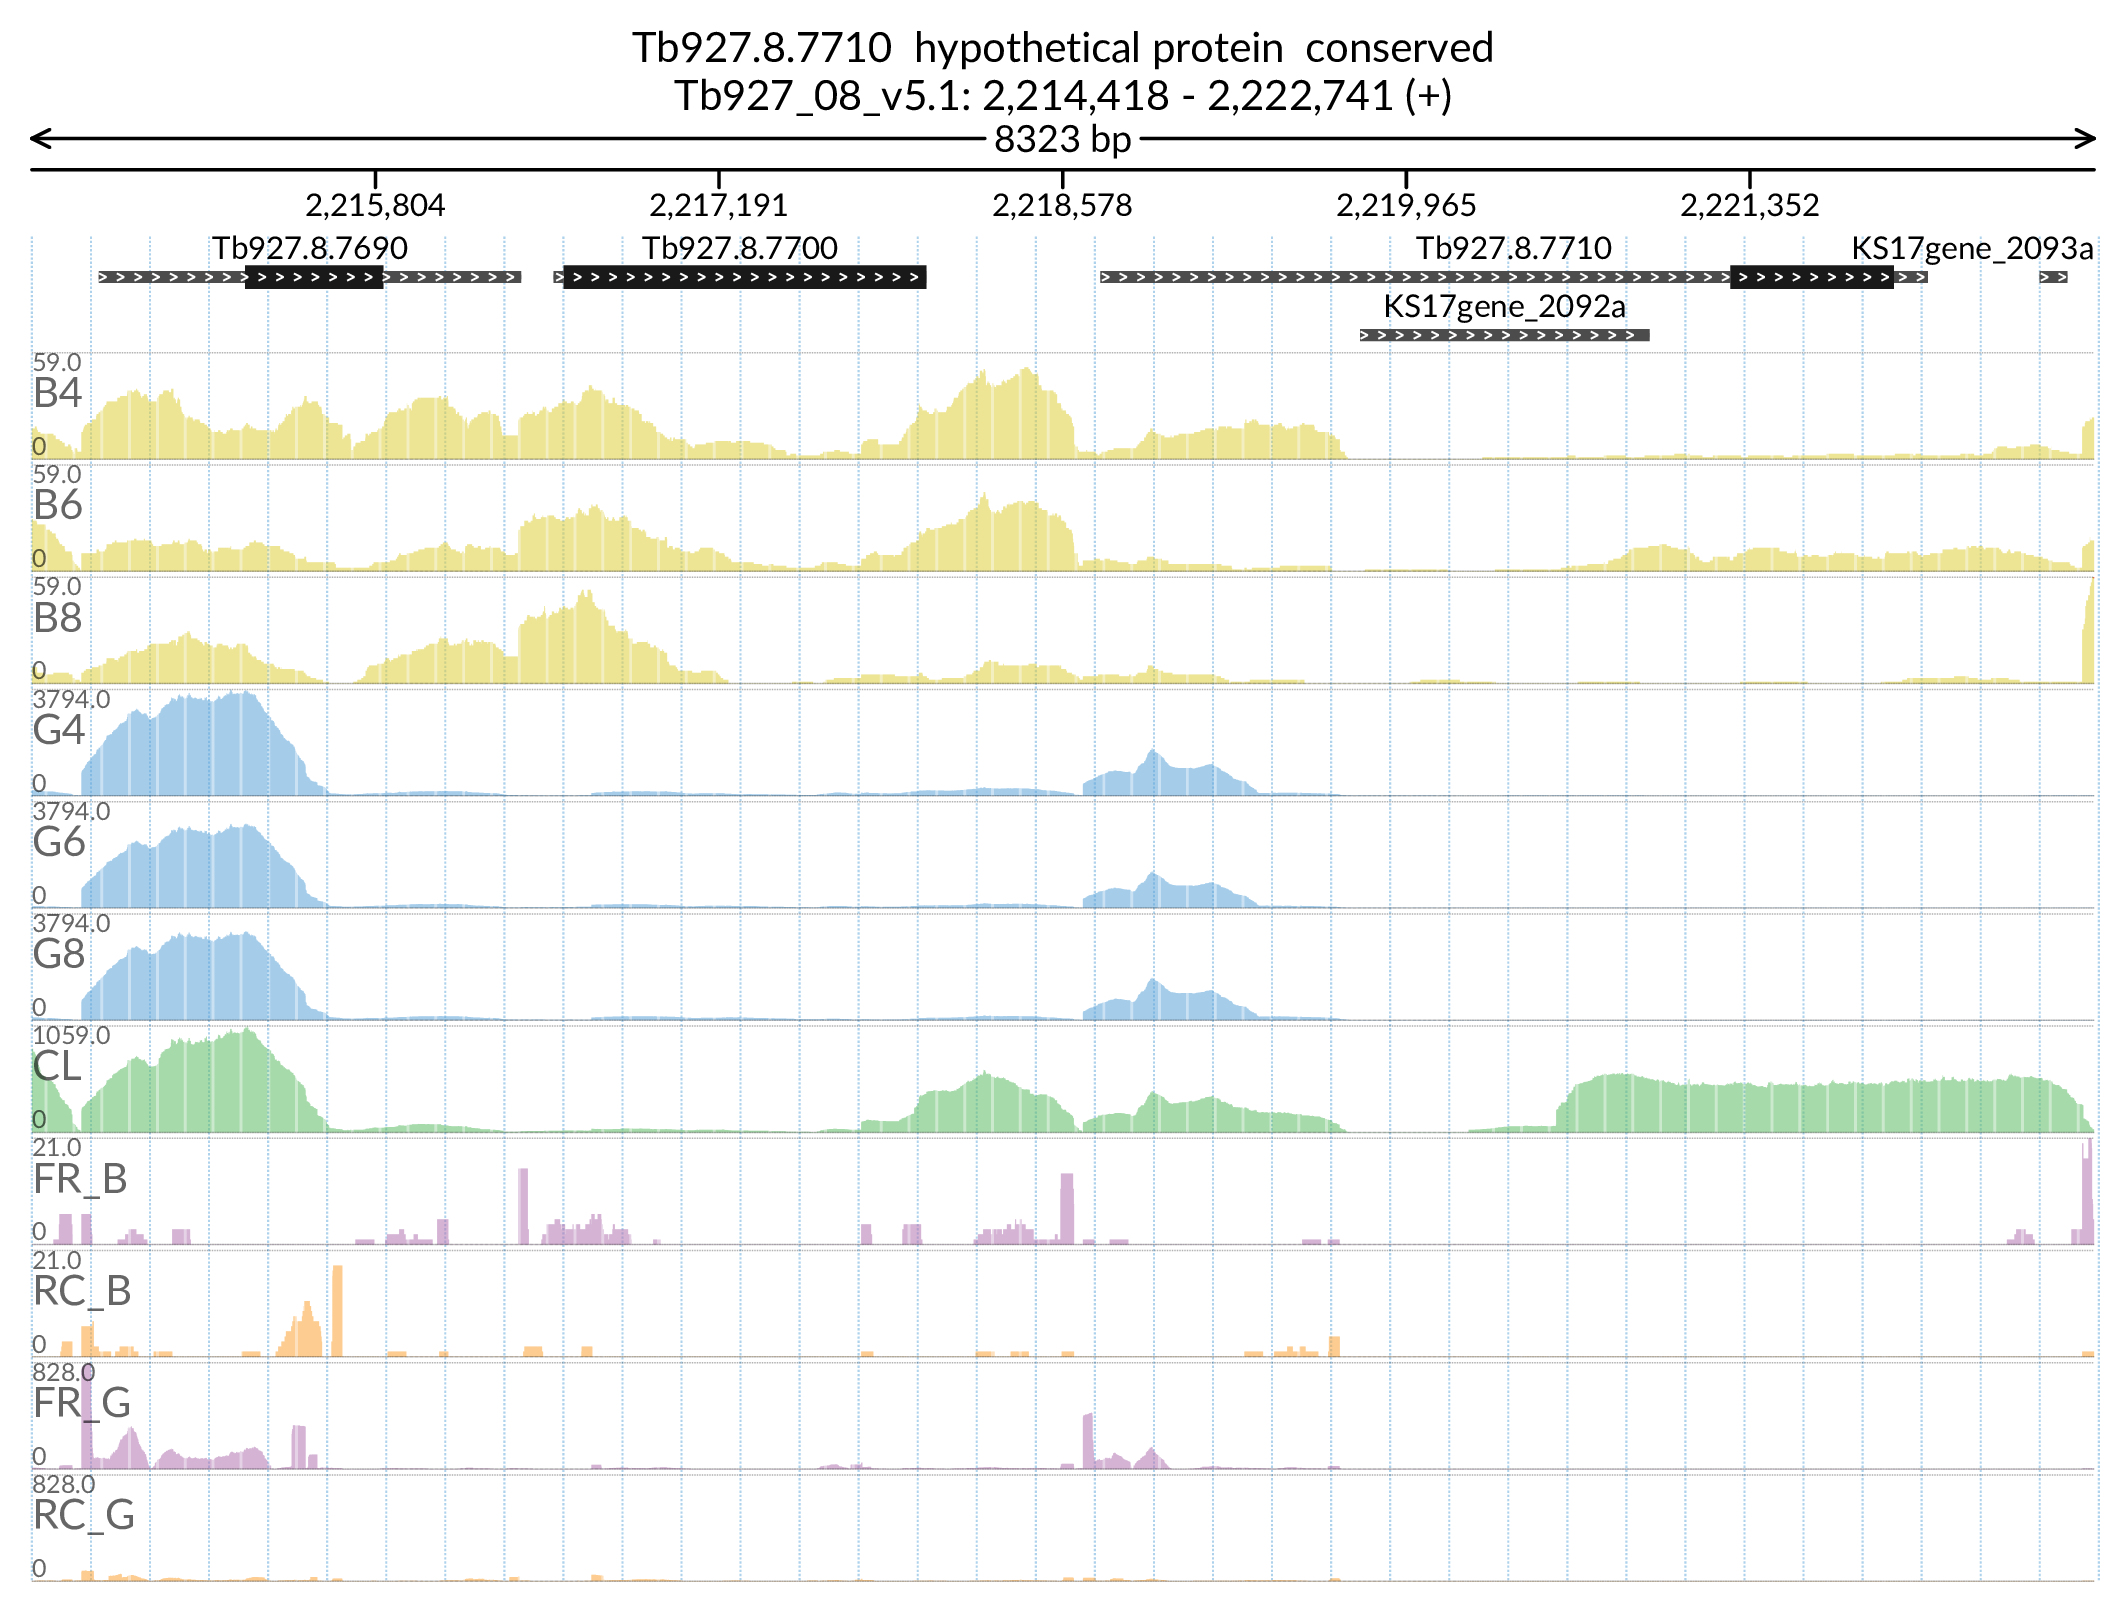 Tb927.8.7710  hypothetical protein  conserved
Tb927_08_v5.1: 2,214,418 - 2,222,741 (+)
8323 bp
2,215,804 2,217,191 2,218,578 2,219,965 2,221,352
Tb927.8.7690 Tb927.8.7700 Tb927.8.7710 KS17gene_2093a
KS17gene_2092a
59.0
B4
0
59.0
B6
0
59.0
B8
0
3794.0
G4
0
3794.0
G6
0
3794.0
G8
0
1059.0
CL
0
21.0
FR_B
0
21.0
RC_B
0
828.0
FR_G
0
828.0
RC_G
0